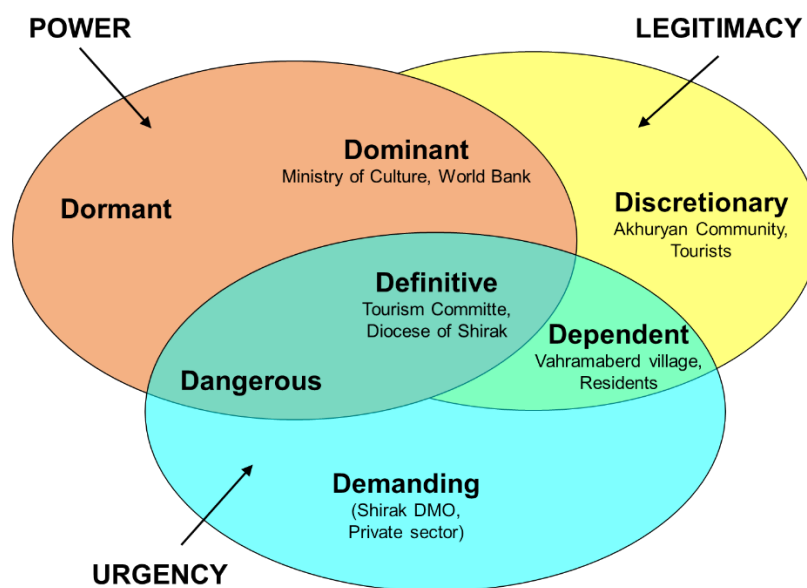 POWER
LEGITIMACY
Dominant
Ministry of Culture, World Bank
Dormant
Discretionary
Akhuryan Community,
Tourists
Definitive
Tourism Committe,
Diocese of Shirak
Dependent
Vahramaberd village,
Residents
Dangerous
Demanding
(Shirak DMO,
Private sector)
URGENCY